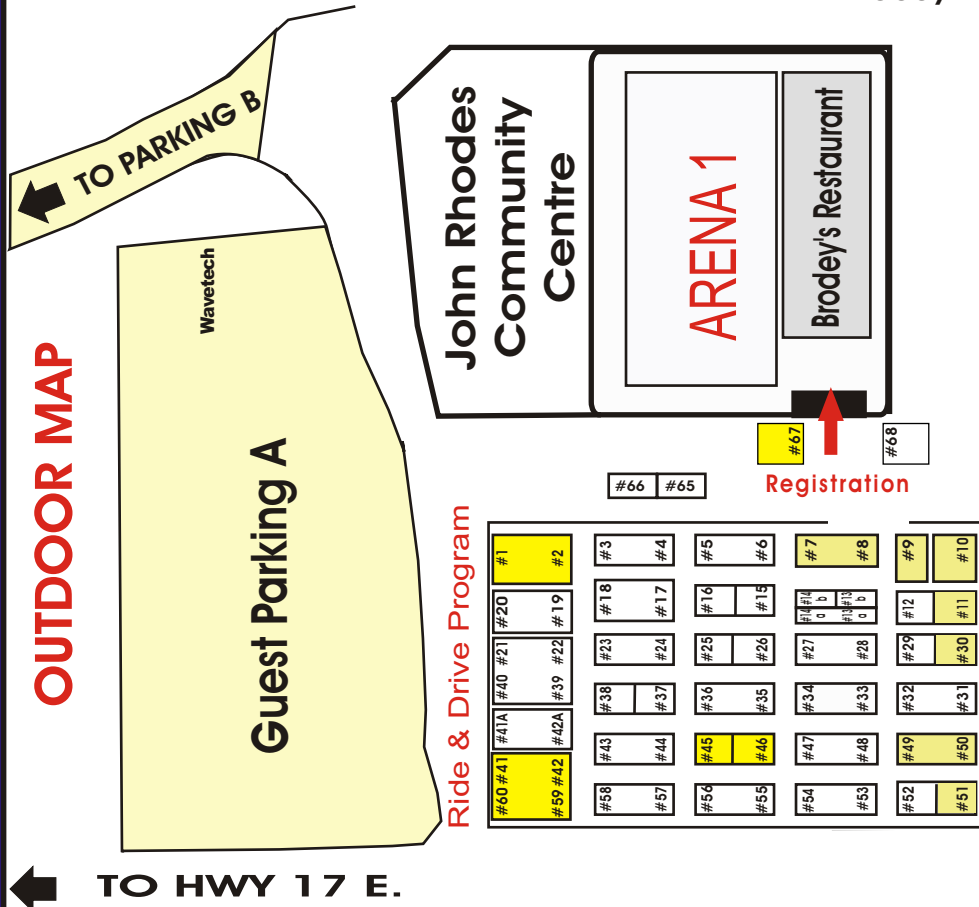 TO PARKING B
Wavetech
OUTDOOR MAP
Guest Parking A
TO HWY 17 E.
John Rhodes
Community
Centre
ARENA 1
Brodey's Restaurant
#67
#68
Registration
#66 #65
Ride & Drive Program
#1 #2
#3 #4
#5 #6
#7 #8
#9 #10
#20 #19
#18 #17
#16 #15
#14 a #14 b #13 a #13 b
#12 #11
#21 #22
#23 #24
#25 #26
#27 #28
#29 #30
#40 #39
#38 #37
#36 #35
#34 #33
#32 #31
#41A #42A
#43 #44
#45 #46
#47 #48
#49 #50
#60 #41 #59 #42
#58 #57
#56 #55
#54 #53
#52 #51